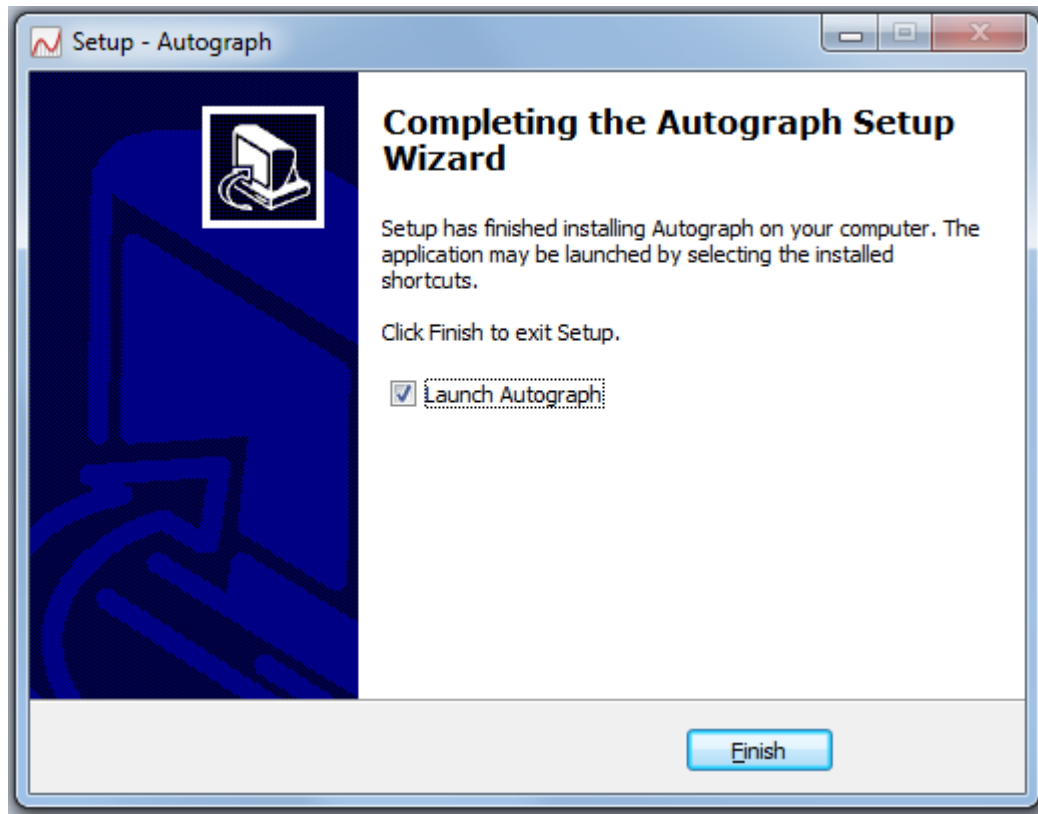 Setup - Autograph
Completing the Autograph Setup
Wizard
Setup has finished installing Autograph on your computer. The
application may be launched by selecting the installed
shortcuts.
Click Finish to exit Setup.
Launch Autograph
Finish